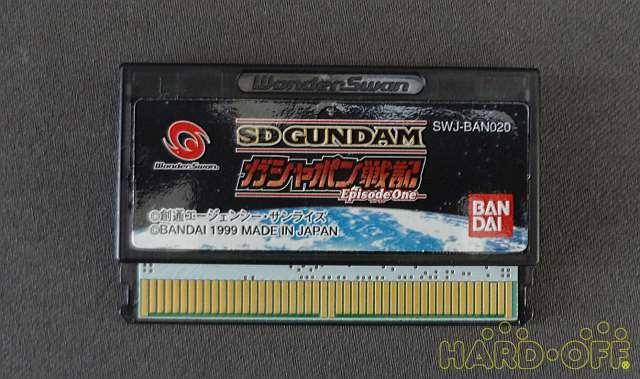 WonderSwan
SD GUNDAM
SWJ-BAN020
ガシャポン戦記
WonderSwan
Episode One
BAN
DAI
©創通エージェンシー・サンライズ
©BANDAI 1999 MADE IN JAPAN
HARD·OFF